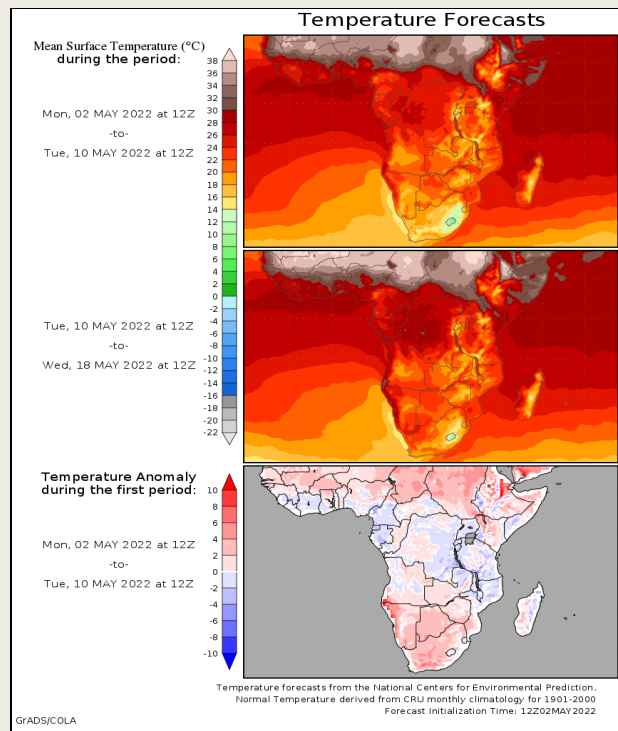 Temperature Forecasts
Mean Surface Temperature (°C)
during the period:
Mon, 02 MAY 2022 at 12Z
-to-
Tue, 10 MAY 2022 at 12Z
38
36
34
32
30
28
26
24
22
20
18
16
14
12
10
8
6
4
2
0
-2
-4
-6
-8
-10
-12
-14
-16
-17
-18
-20
-22
Tue, 10 MAY 2022 at 12Z
-to-
Wed, 18 MAY 2022 at 12Z
Temperature Anomaly
during the first period:
Mon, 02 MAY 2022 at 12Z
-to-
Tue, 10 MAY 2022 at 12Z
10
8
6
4
2
0
-2
-4
-6
-8
-10
Temperature forecasts from the National Centers for Environmental Prediction.
Normal Temperature derived from CRU monthly climatology for 1901-2000
Forecast Initialization Time: 12Z02MAY2022
GrADS/COLA